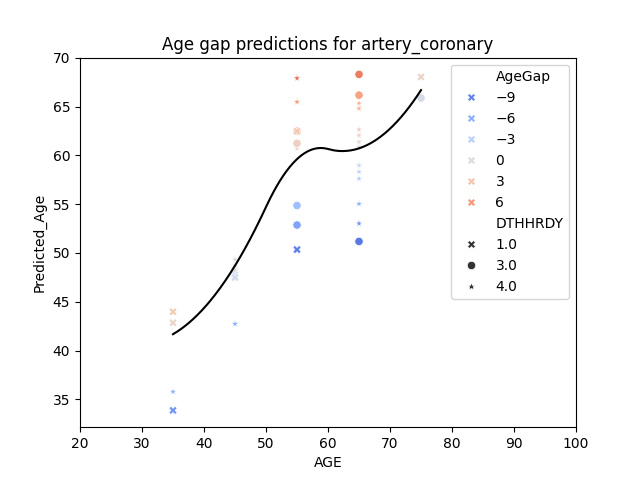 Age gap predictions for artery_coronary
Predicted_Age
70
65
60
55
50
45
40
35
20 30 40 50 60 70 80 90 100
AGE
AgeGap
−9
−6
−3
0
3
6
DTHHRDY
1.0
3.0
4.0